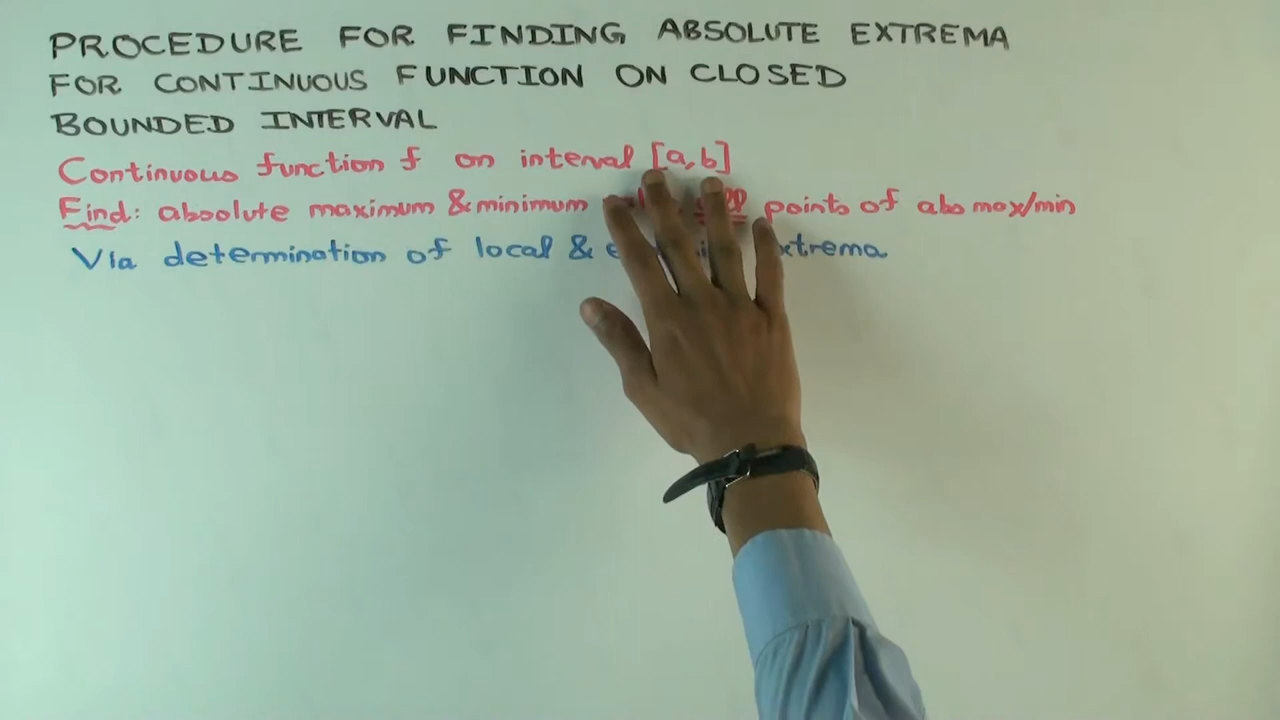 PROCEDURE FOR FINDING ABSOLUTE EXTREMA
FOR CONTINUOUS FUNCTION ON CLOSED
BOUNDED INTERVAL
Continuous function f on interval [a,b]
Find: absolute maximum & minimum points of abs max/min
Via determination of local &